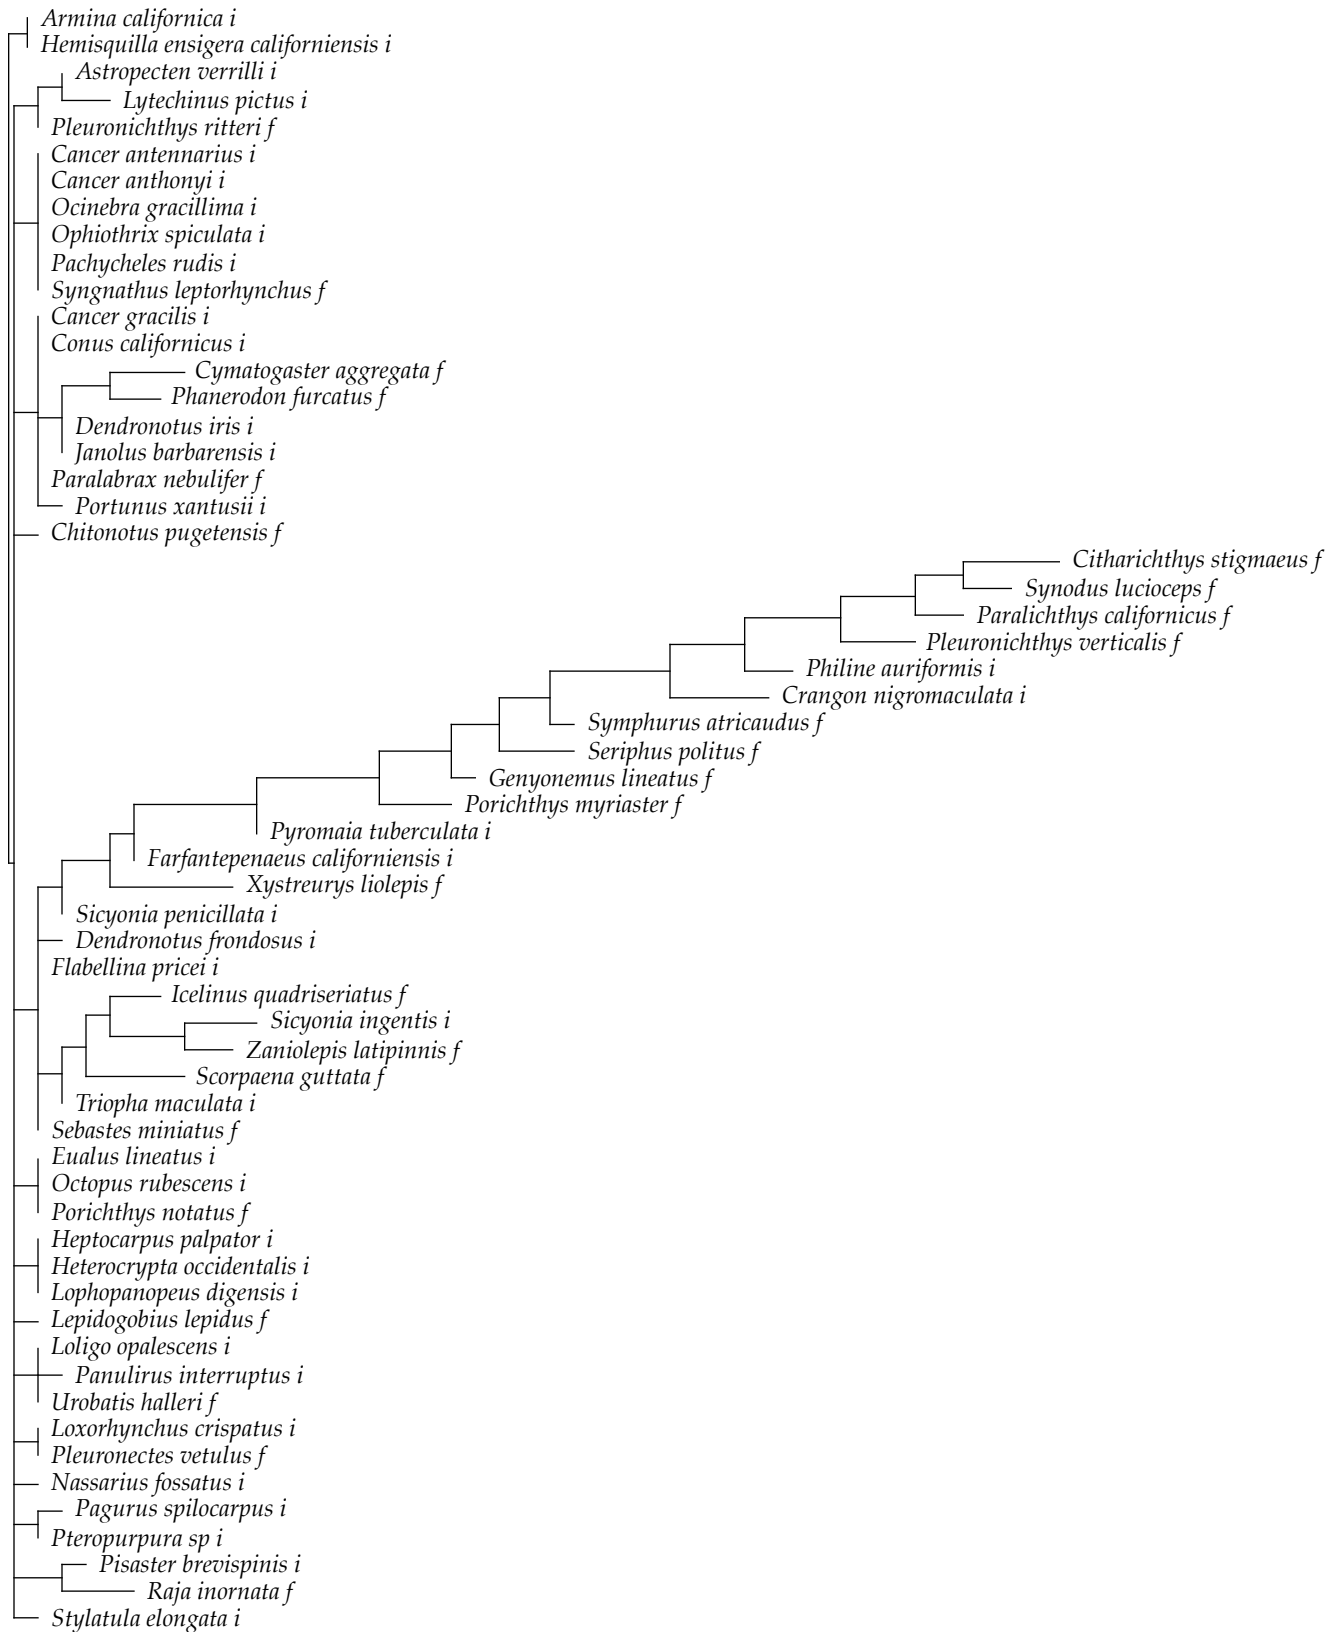 Armina californica i
Hemisquilla ensigera californiensis i
Astropecten verrilli i
Lytechinus pictus i
Pleuronichthys ritteri f
Cancer antennarius i
Cancer anthonyi i
Ocinebra gracillima i
Ophiothrix spiculata i
Pachycheles rudis i
Syngnathus leptorhynchus f
Cancer gracilis i
Conus californicus i
Cymatogaster aggregata f
Phanerodon furcatus f
Dendronotus iris i
Janolus barbarensis i
Paralabrax nebulifer f
Portunus xantusii i
Chitonotus pugetensis f
Citharichthys stigmaeus f
Synodus lucioceps f
Paralichthys californicus f
Pleuronichthys verticalis f
Philine auriformis i
Crangon nigromaculata i
Symphurus atricaudus f
Seriphus politus f
Genyonemus lineatus f
Porichthys myriaster f
Pyromaia tuberculata i
Farfantepenaeus californiensis i
Xystreurys liolepis f
Sicyonia penicillata i
Dendronotus frondosus i
Flabellina pricei i
Icelinus quadriseriatus f
Sicyonia ingentis i
Zaniolepis latipinnis f
Scorpaena guttata f
Triopha maculata i
Sebastes miniatus f
Eualus lineatus i
Octopus rubescens i
Porichthys notatus f
Heptocarpus palpator i
Heterocrypta occidentalis i
Lophopanopeus digensis i
Lepidogobius lepidus f
Loligo opalescens i
Panulirus interruptus i
Urobatis halleri f
Loxorhynchus crispatus i
Pleuronectes vetulus f
Nassarius fossatus i
Pagurus spilocarpus i
Pteropurpura sp i
Pisaster brevispinis i
Raja inornata f
Stylatula elongata i